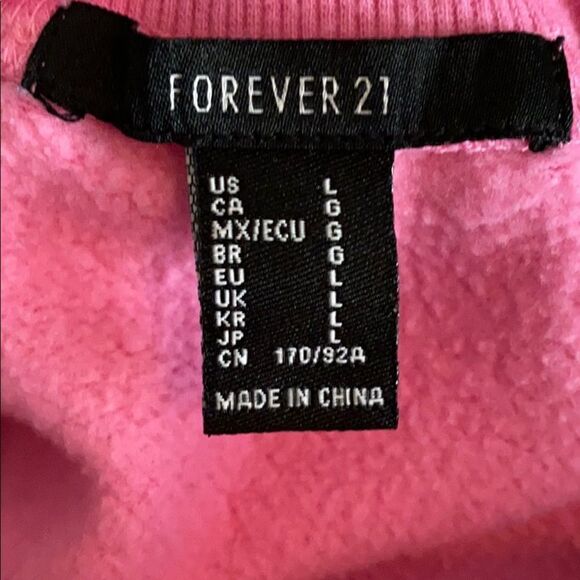 FOREVER 21
US L
CA G
MX/ECU G
BR G
EU L
UK L
KR L
JP L
CN 170/92A
MADE IN CHINA